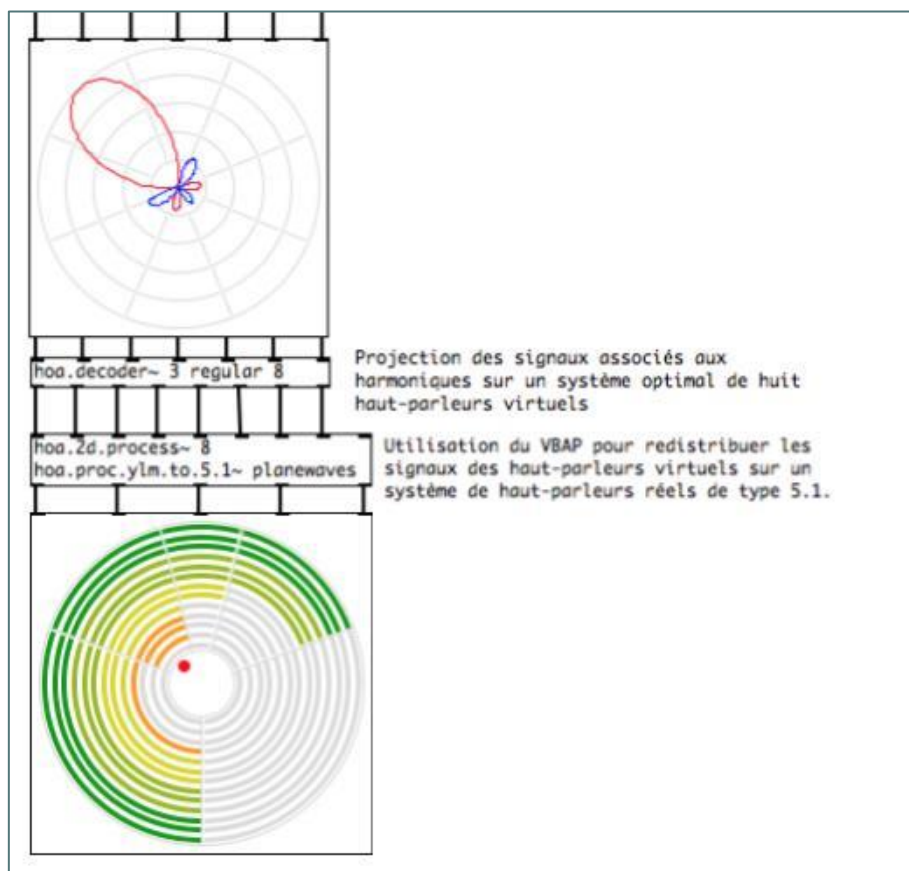 hoa.decoder~ 3 regular 8
Projection des signaux associés aux
harmoniques sur un système optimal de huit
haut-parleurs virtuels
hoa.2d.process~ 8
hoa.proc.ylm.to.5.1~ planewaves
Utilisation du VBAP pour redistribuer les
signaux des haut-parleurs virtuels sur un
système de haut-parleurs réels de type 5.1.